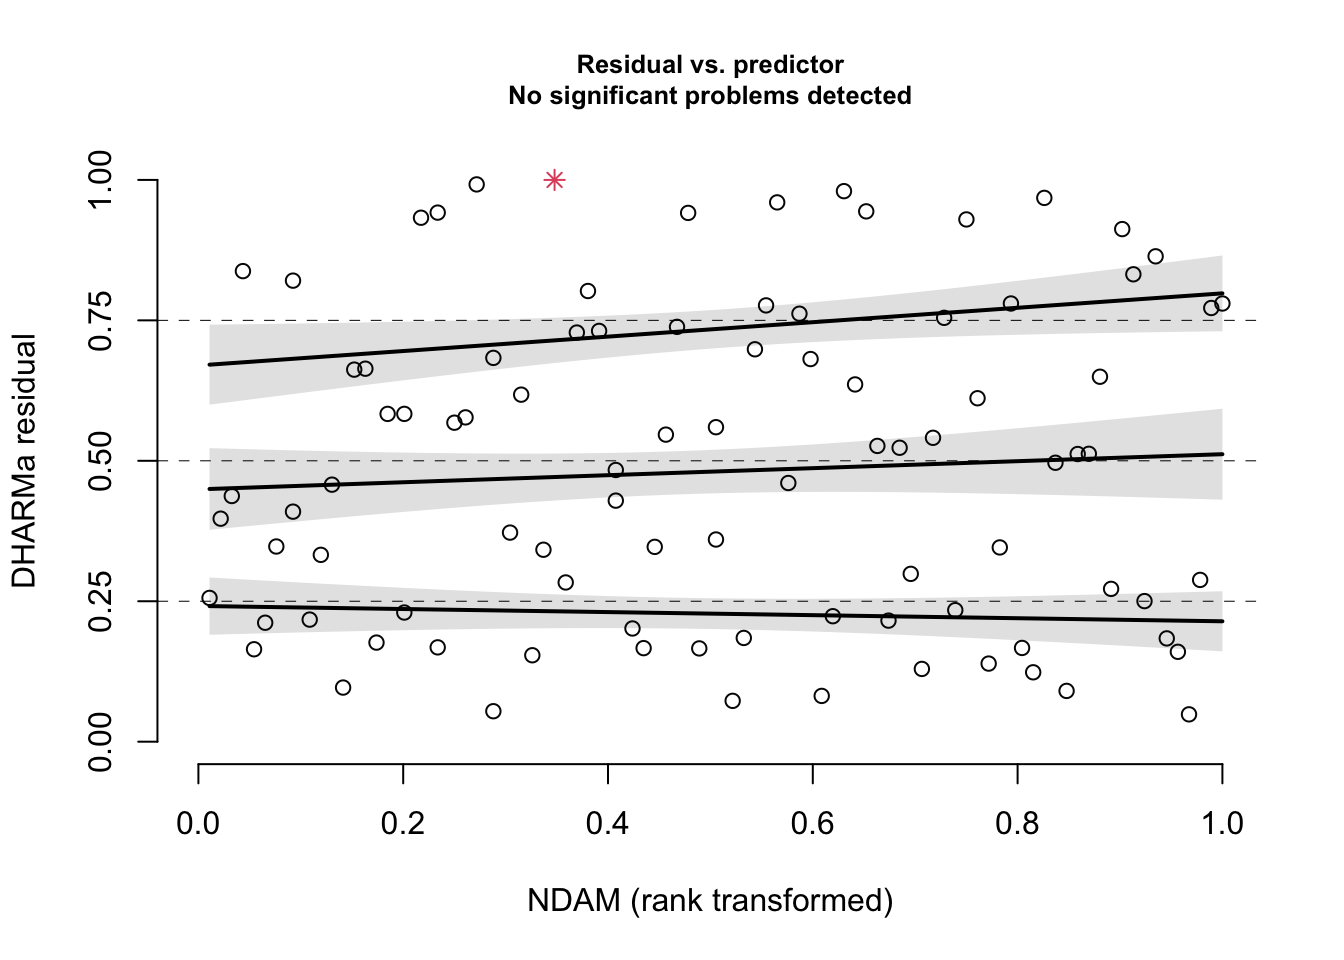 Residual vs. predictor
No significant problems detected
DHARMa residual
1.00
0.75
0.50
0.25
0.00
0.0 0.2 0.4 0.6 0.8 1.0
NDAM (rank transformed)